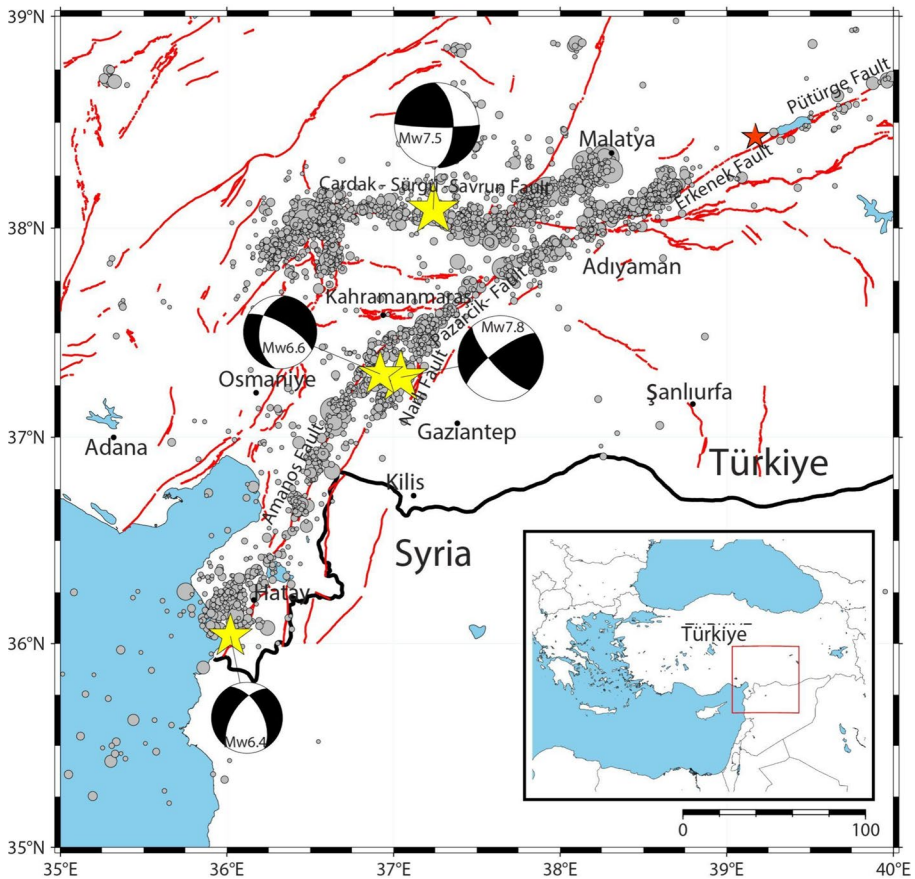 39°N
Pütürge Fault
Mw7.5
Malatya
Erkenek Fault
Çardak - Sürgü -Savrun Fault
38°N
Adıyaman
Kahramanmaraş
Pazarcik- Fault
Mw7.8
Mw6.6
Osmaniye
Narlı Fault
Şanlıurfa
Gaziantep
37°N
Adana
Türkiye
Amanos Fault
Kilis
Syria
Hatay
36°N
Türkiye
Mw6.4
35°N
0
100
35°E
36°E
37°E
38°E
39°E
40°E